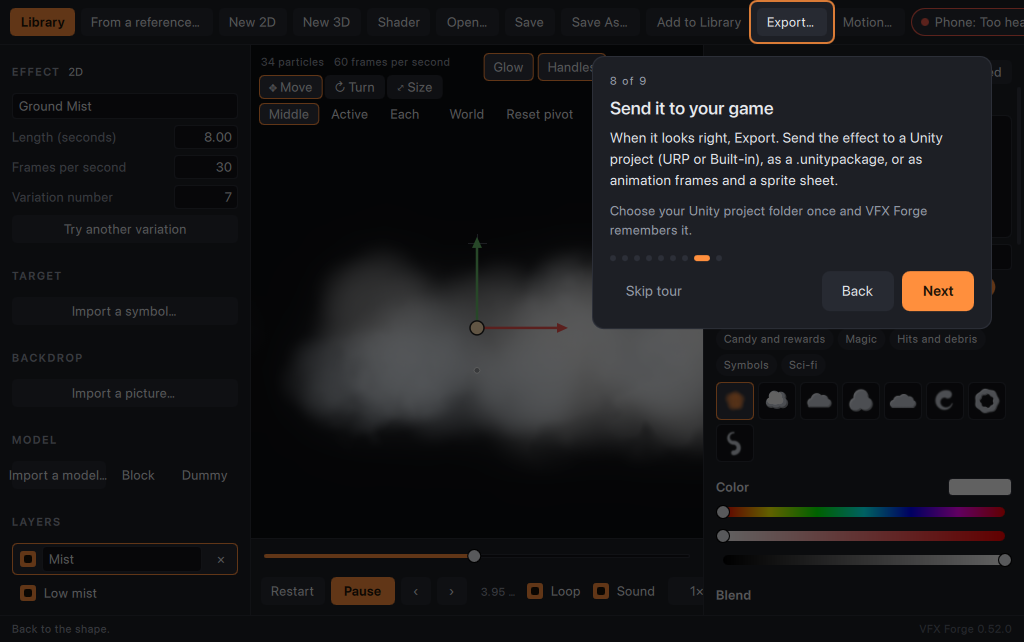 Library From a reference... New 2D New 3D Shader Open... Save Save As... Add to Library Export... Motion... Phone: Too
EFFECT 2D
Ground Mist
Length (seconds) 8.00
Frames per second 30
Variation number 7
Try another variation
TARGET
Import a symbol...
BACKDROP
Import a picture...
MODEL
Import a model... Block Dummy
LAYERS
Mist ×
Low mist
34 particles 60 frames per second
Glow Handles
Move Turn Size
Middle Active Each World Reset pivot
8 of 9
Send it to your game
When it looks right, Export. Send the effect to a Unity
project (URP or Built-in), as a .unitypackage, or as
animation frames and a sprite sheet.
Choose your Unity project folder once and VFX Forge
remembers it.
Skip tour Back Next
Candy and rewards Magic Hits and debris
Symbols Sci-fi
Color
Blend
Restart Pause ‹ › 3.95 ... Loop Sound 1×
Back to the shape. VFX Forge 0.52.0